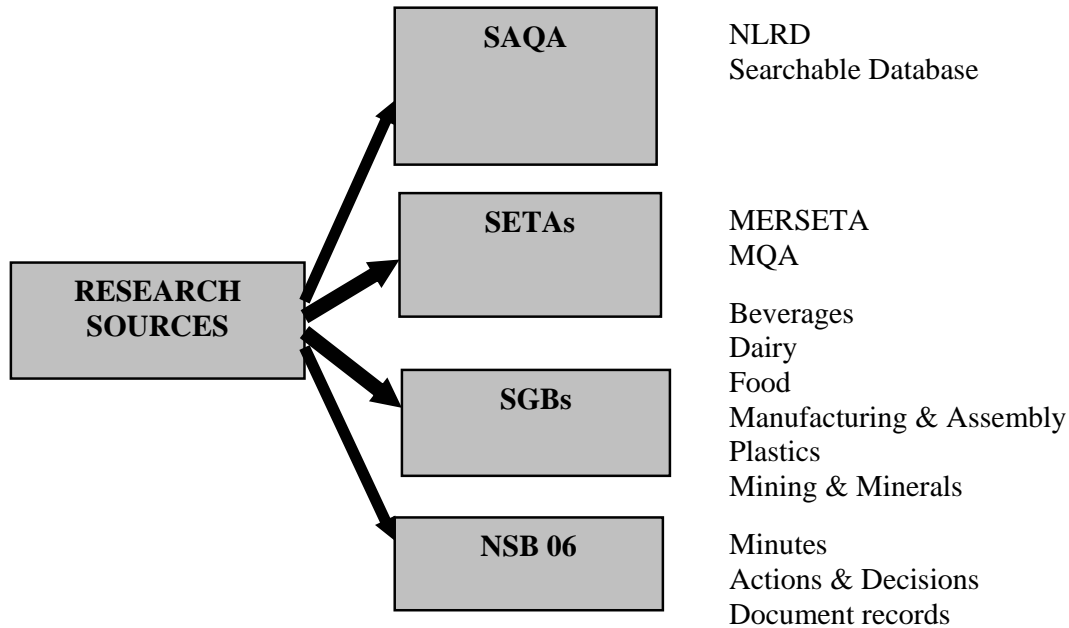 SAQA
NLRD
Searchable Database
RESEARCH
SOURCES
SETAs
MERSETA
MQA
SGBs
Beverages
Dairy
Food
Manufacturing & Assembly
Plastics
Mining & Minerals
NSB 06
Minutes
Actions & Decisions
Document records